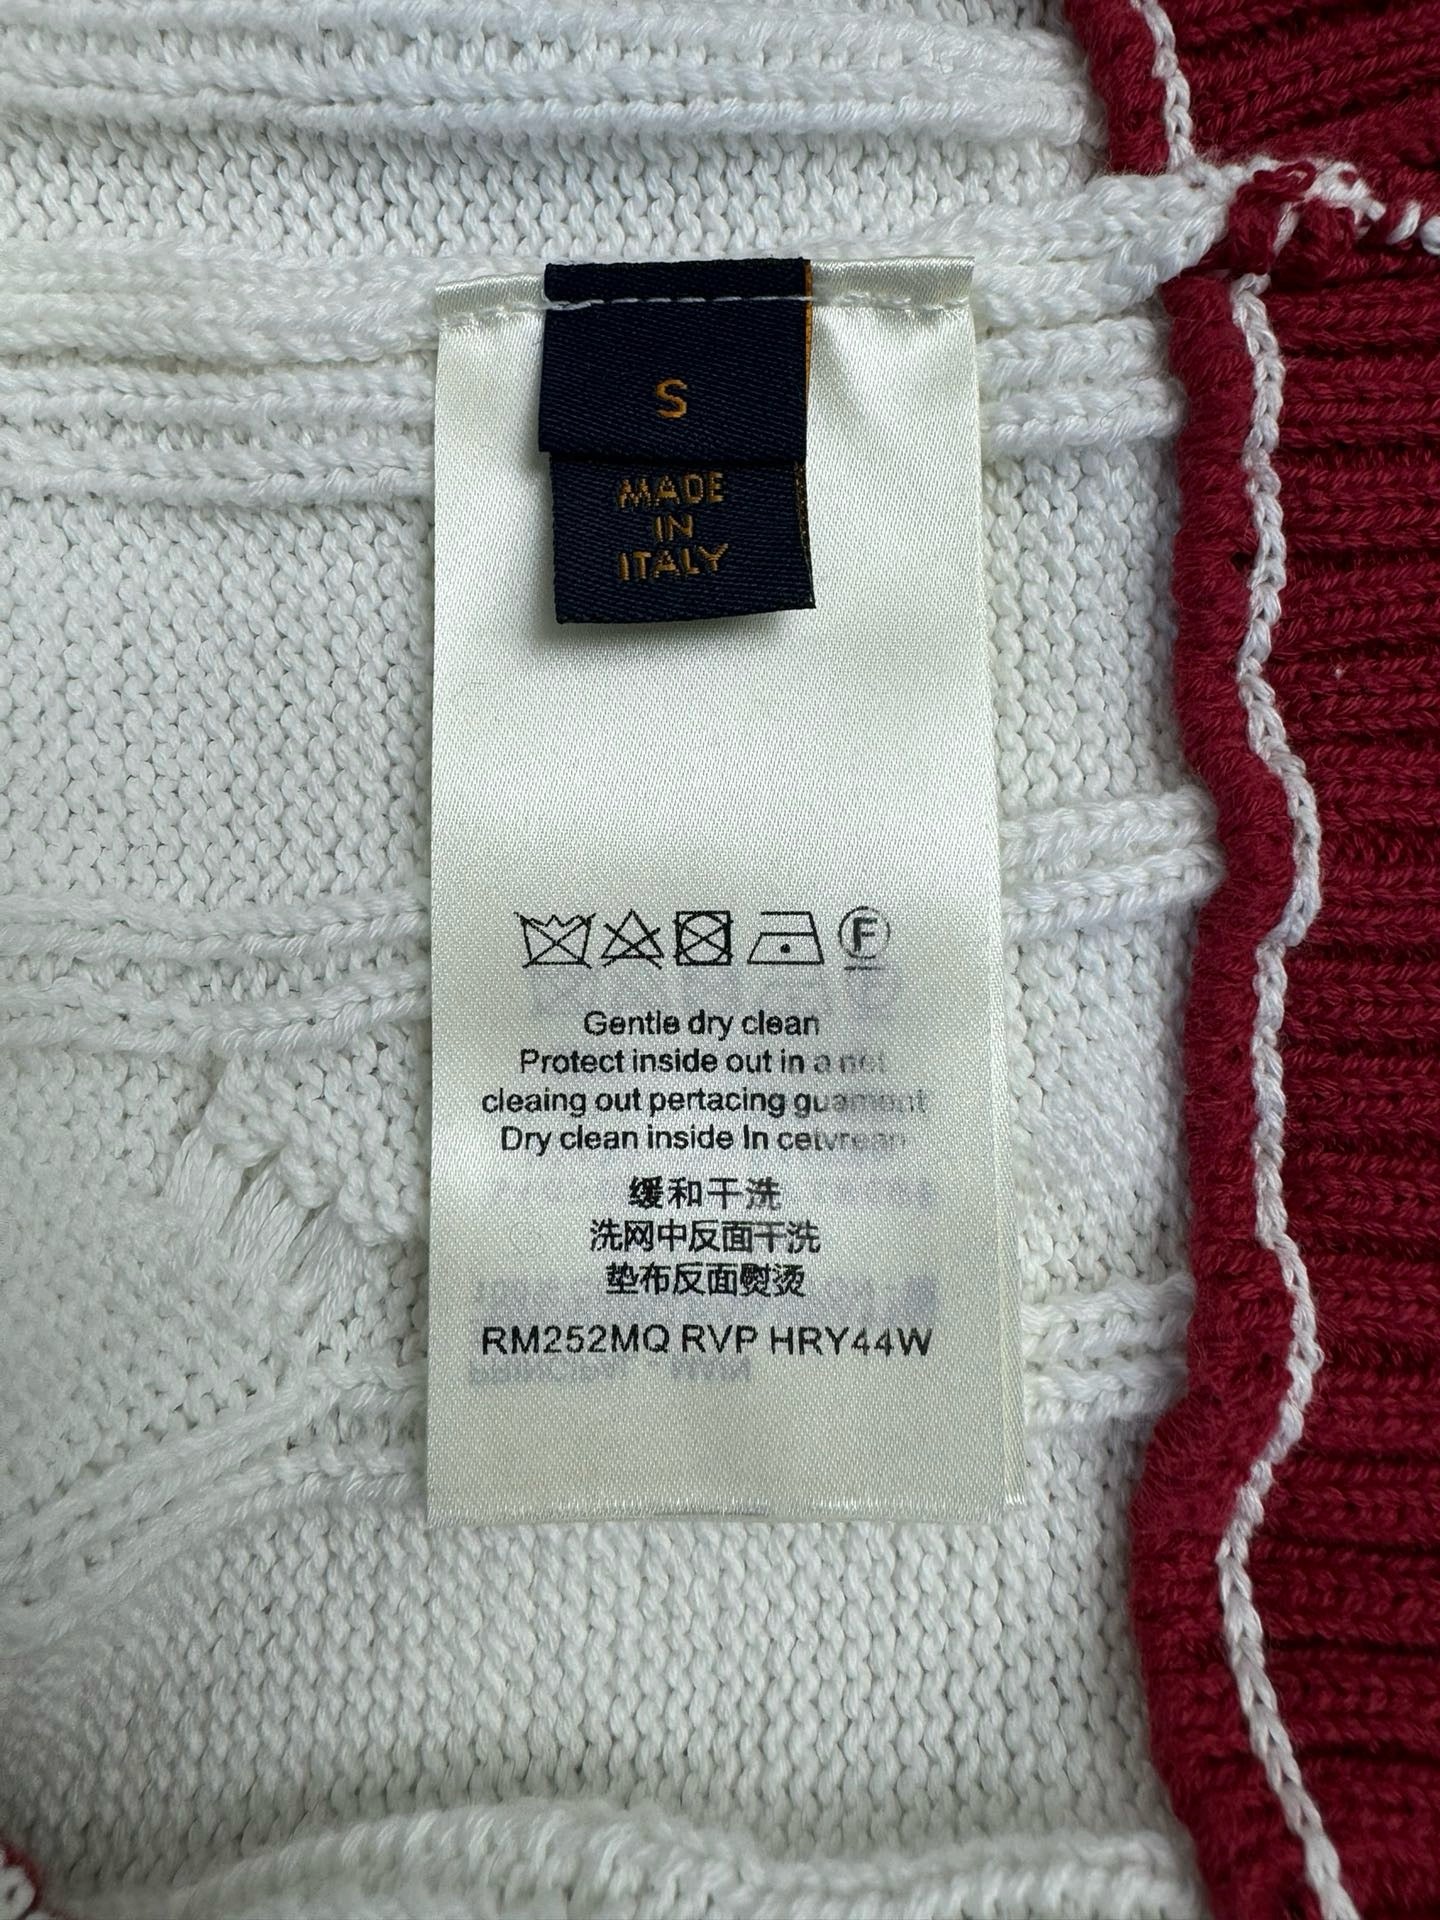 S
MADE
IN
ITALY
F
Gentle dry clean
Protect inside out in a net
cleaing out pertacing guament
Dry clean inside In cetvrean
缓和干洗
洗网中反面干洗
垫布反面熨烫
RM252MQ RVP HRY44W